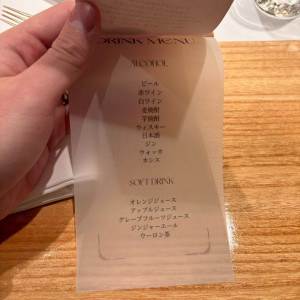 DRINK MENU
ALCOHOL
ビール
赤ワイン
白ワイン
麦焼酎
芋焼酎
ウィスキー
日本酒
ジン
ウォッカ
カシス
SOFT DRINK
オレンジジュース
アップルジュース
グレープフルーツジュース
ジンジャーエール
ウーロン茶